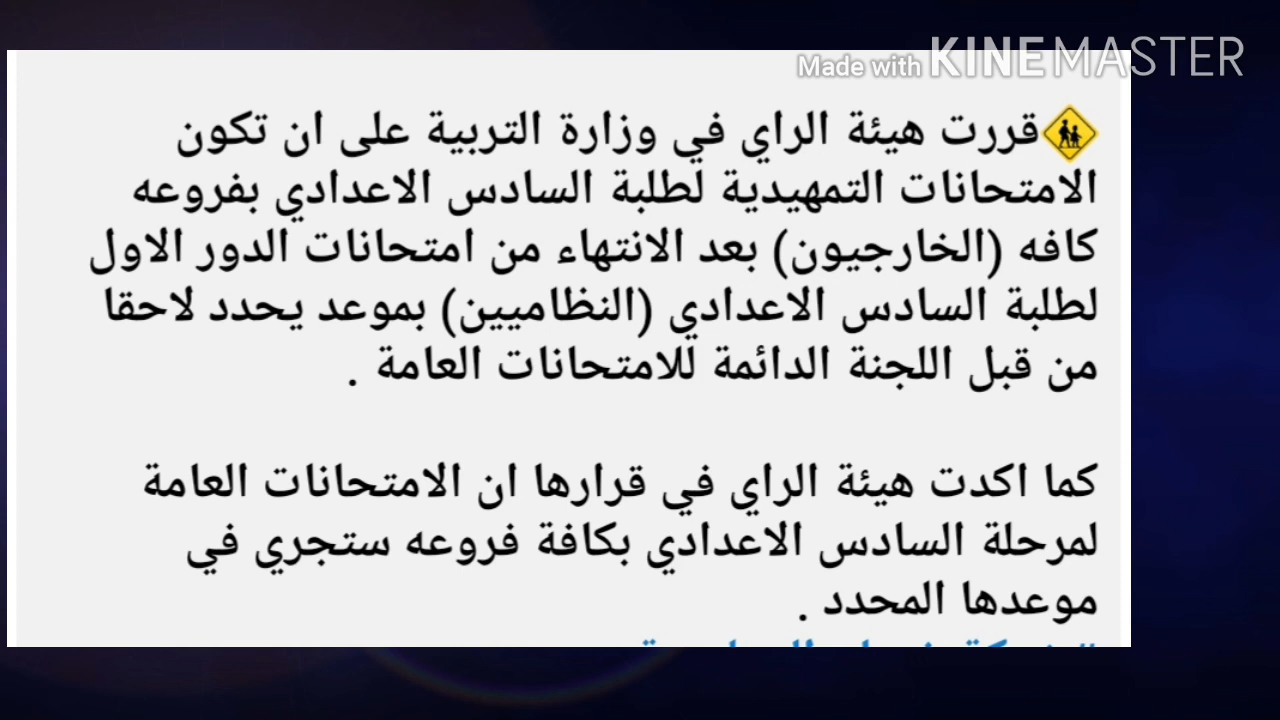 Made with KINEMASTER
🚸قررت هيئة الراي في وزارة التربية على ان تكون
الامتحانات التمهيدية لطلبة السادس الاعدادي بفروعه
كافه (الخارجيون) بعد الانتهاء من امتحانات الدور الاول
لطلبة السادس الاعدادي (النظاميين) بموعد يحدد لاحقا
من قبل اللجنة الدائمة للامتحانات العامة .
كما اكدت هيئة الراي في قرارها ان الامتحانات العامة
لمرحلة السادس الاعدادي بكافة فروعه ستجري في
موعدها المحدد .